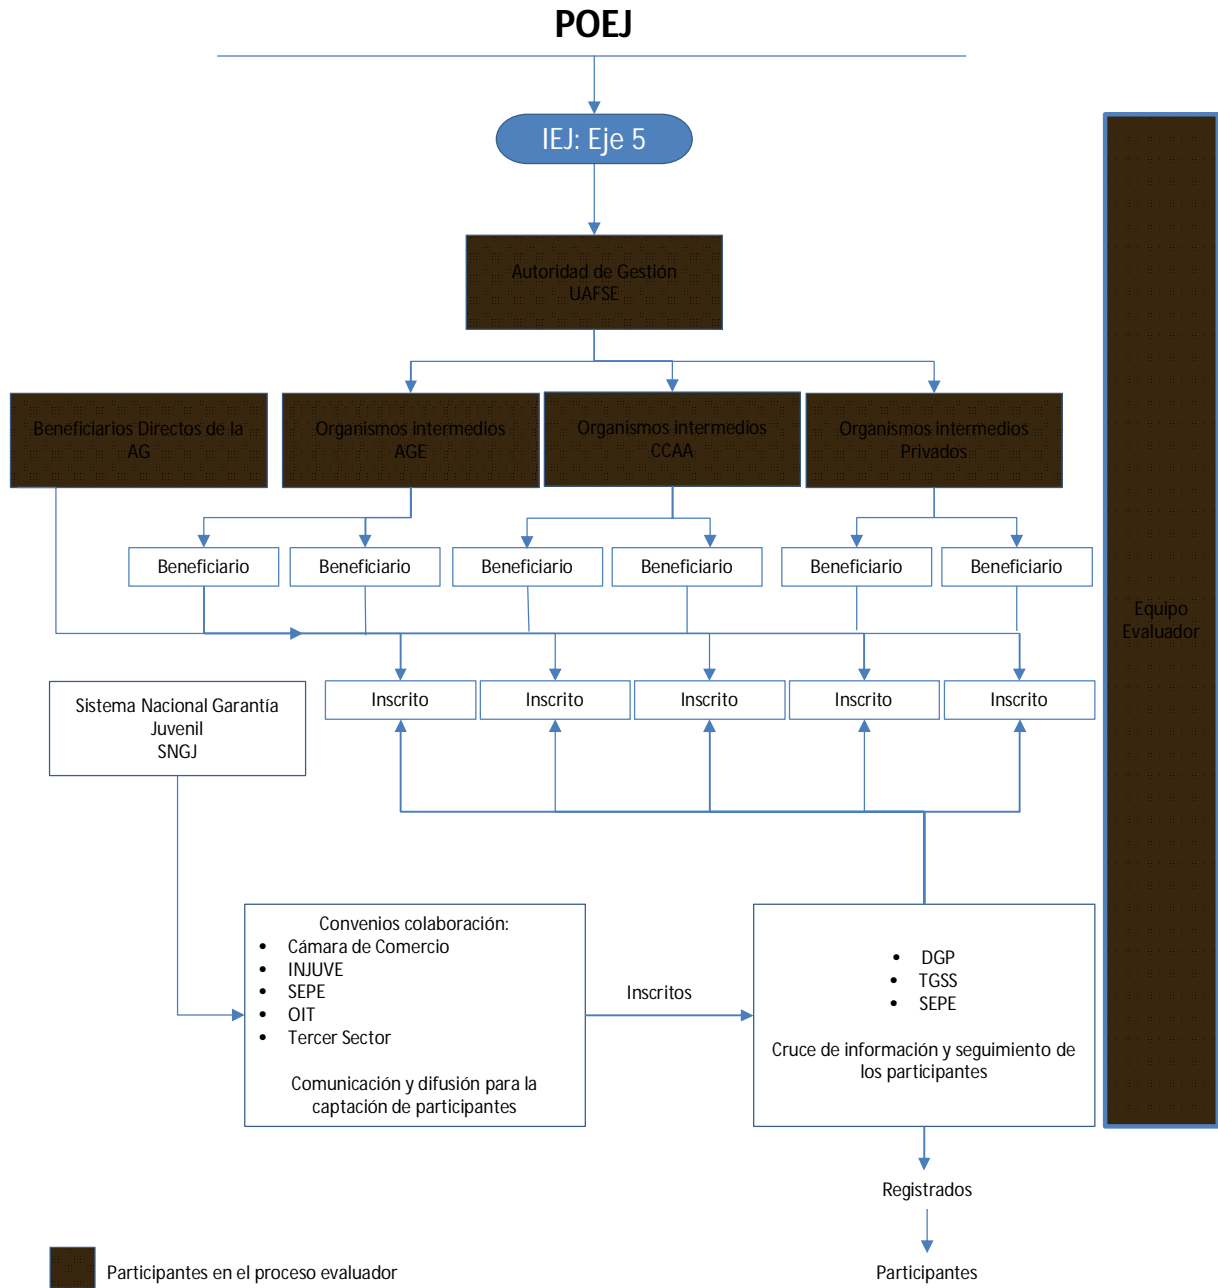 POEJ
IEJ: Eje 5
Autoridad de Gestión
UAFSE
Beneficiarios Directos de la
AG
Organismos intermedios
AGE
Organismos intermedios
CCAA
Organismos intermedios
Privados
Beneficiario
Beneficiario
Beneficiario
Beneficiario
Beneficiario
Beneficiario
Equipo
Evaluador
Sistema Nacional Garantía
Juvenil
SNGJ
Inscrito
Inscrito
Inscrito
Inscrito
Inscrito
Convenios colaboración:
• Cámara de Comercio
• INJUVE
• SEPE
• OIT
• Tercer Sector
Comunicación y difusión para la
captación de participantes
Inscritos
• DGP
• TGSS
• SEPE
Cruce de información y seguimiento de
los participantes
Registrados
Participantes
Participantes en el proceso evaluador